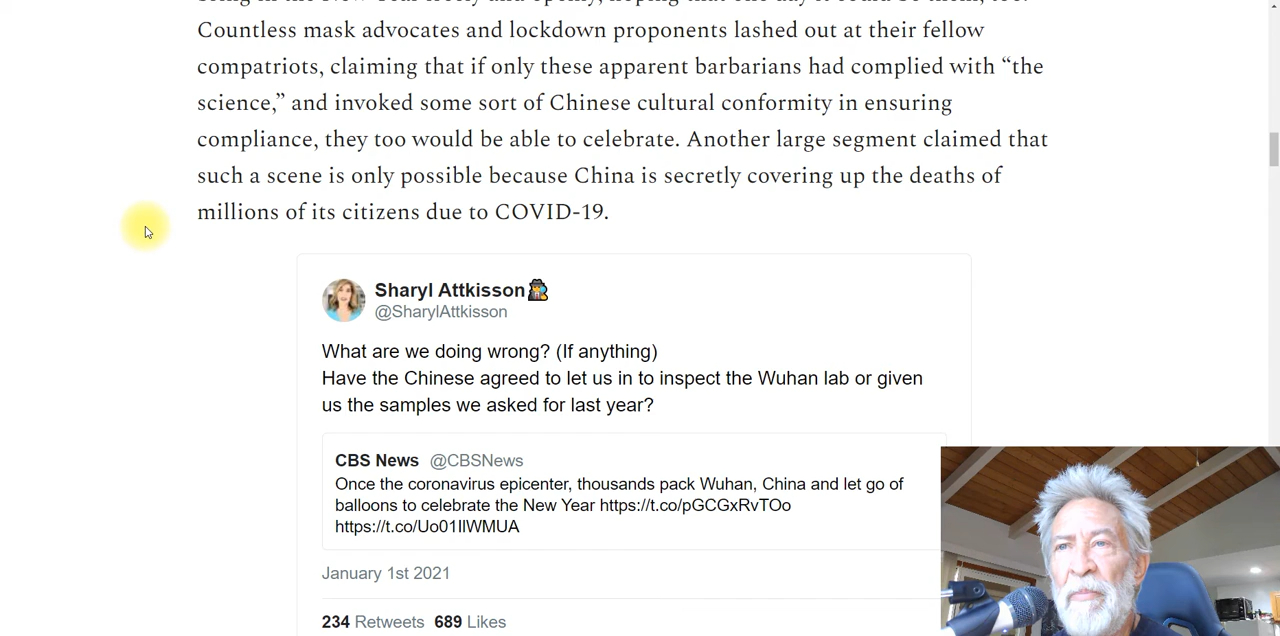 Countless mask advocates and lockdown proponents lashed out at their fellow
compatriots, claiming that if only these apparent barbarians had complied with “the
science,” and invoked some sort of Chinese cultural conformity in ensuring
compliance, they too would be able to celebrate. Another large segment claimed that
such a scene is only possible because China is secretly covering up the deaths of
millions of its citizens due to COVID-19.
Sharyl Attkisson
@SharylAttkisson
What are we doing wrong? (If anything)
Have the Chinese agreed to let us in to inspect the Wuhan lab or given
us the samples we asked for last year?
CBS News @CBSNews
Once the coronavirus epicenter, thousands pack Wuhan, China and let go of
balloons to celebrate the New Year https://t.co/pGCGxRvTOo
https://t.co/Uo01IlWMUA
January 1st 2021
234 Retweets 689 Likes